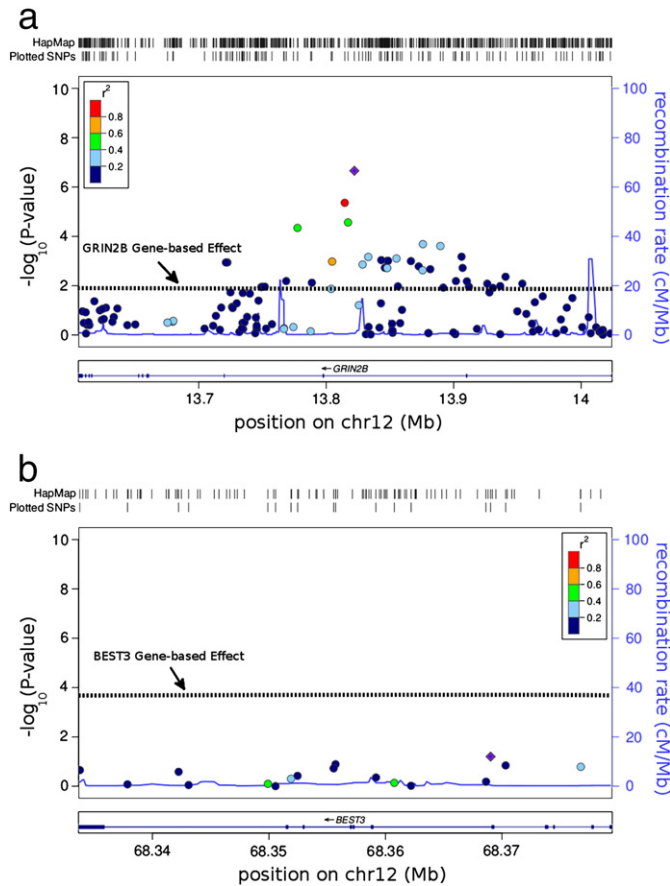 a
HapMap
Plotted SNPs
10
8
6
4
2
0
-log10 (P-value)
r2
0.8
0.6
0.4
0.2
GRIN2B Gene-based Effect
100
80
60
40
20
0
recombination rate (cM/Mb)
←GRIN2B
13.7 13.8 13.9 14
position on chr12 (Mb)
b
HapMap
Plotted SNPs
10
8
6
4
2
0
-log10 (P-value)
BEST3 Gene-based Effect
r2
0.8
0.6
0.4
0.2
100
80
60
40
20
0
recombination rate (cM/Mb)
←BEST3
68.34 68.35 68.36 68.37
position on chr12 (Mb)